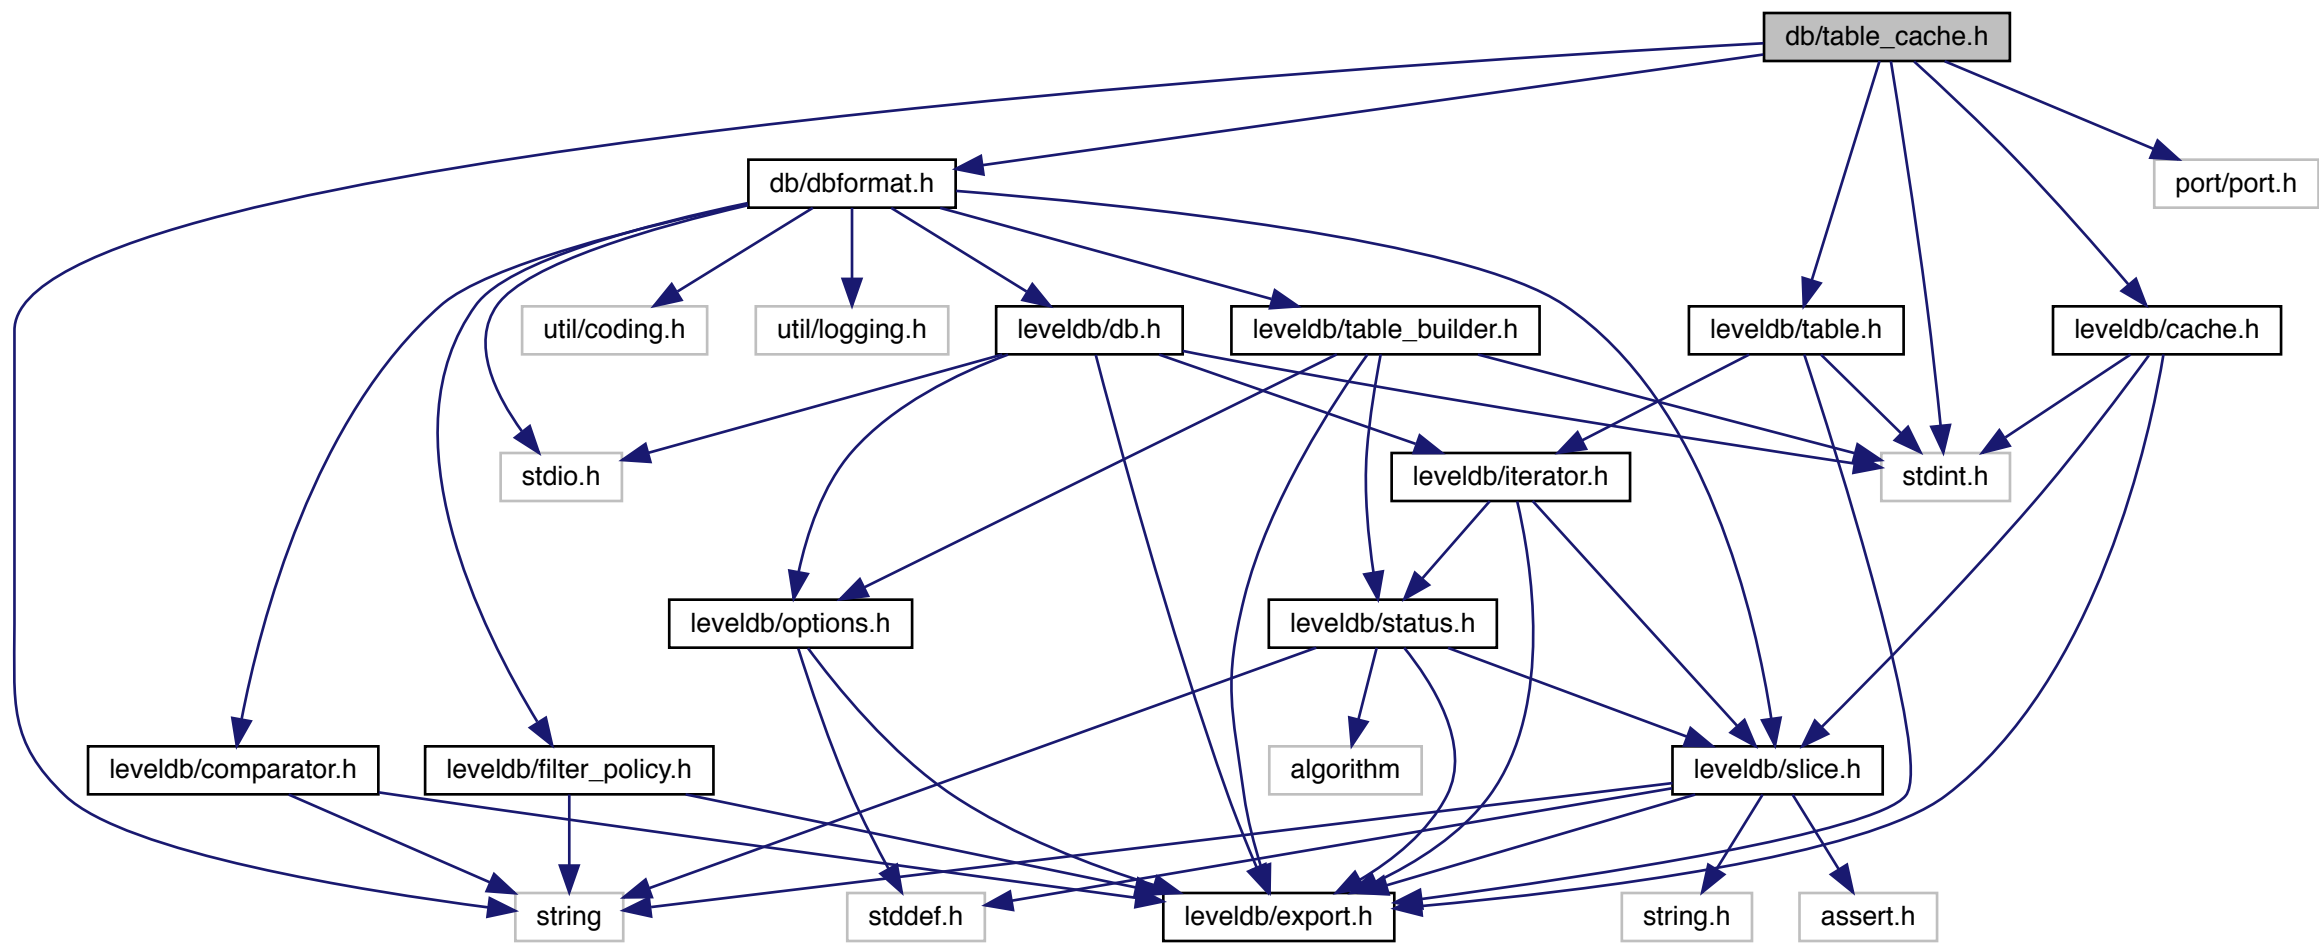 db/table_cache.h
db/dbformat.h
port/port.h
util/coding.h
util/logging.h
leveldb/db.h
leveldb/table_builder.h
leveldb/table.h
leveldb/cache.h
stdio.h
leveldb/iterator.h
stdint.h
leveldb/options.h
leveldb/status.h
leveldb/comparator.h
leveldb/filter_policy.h
algorithm
leveldb/slice.h
string
stddef.h
leveldb/export.h
string.h
assert.h